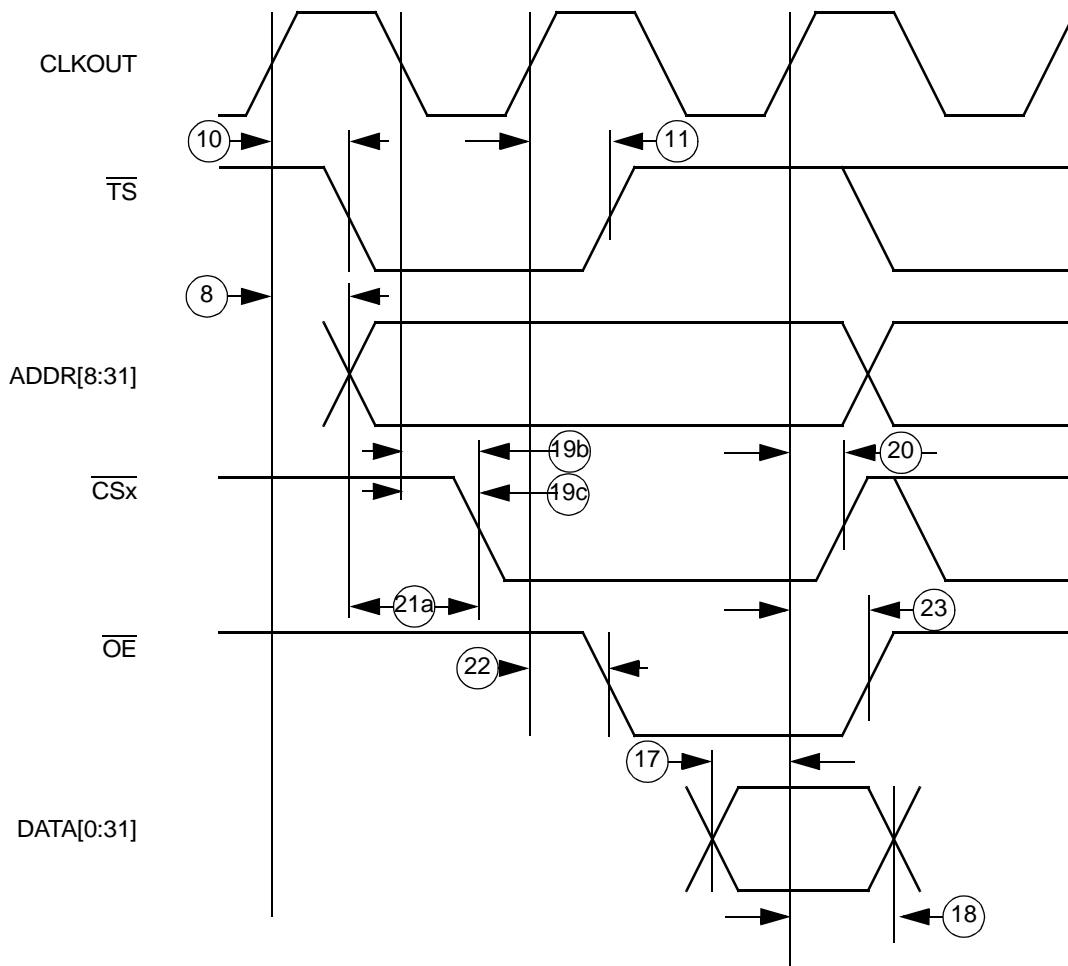 CLKOUT
10
11
TS
8
ADDR[8:31]
19b
20
CSx
19c
21a
23
OE
22
17
DATA[0:31]
18